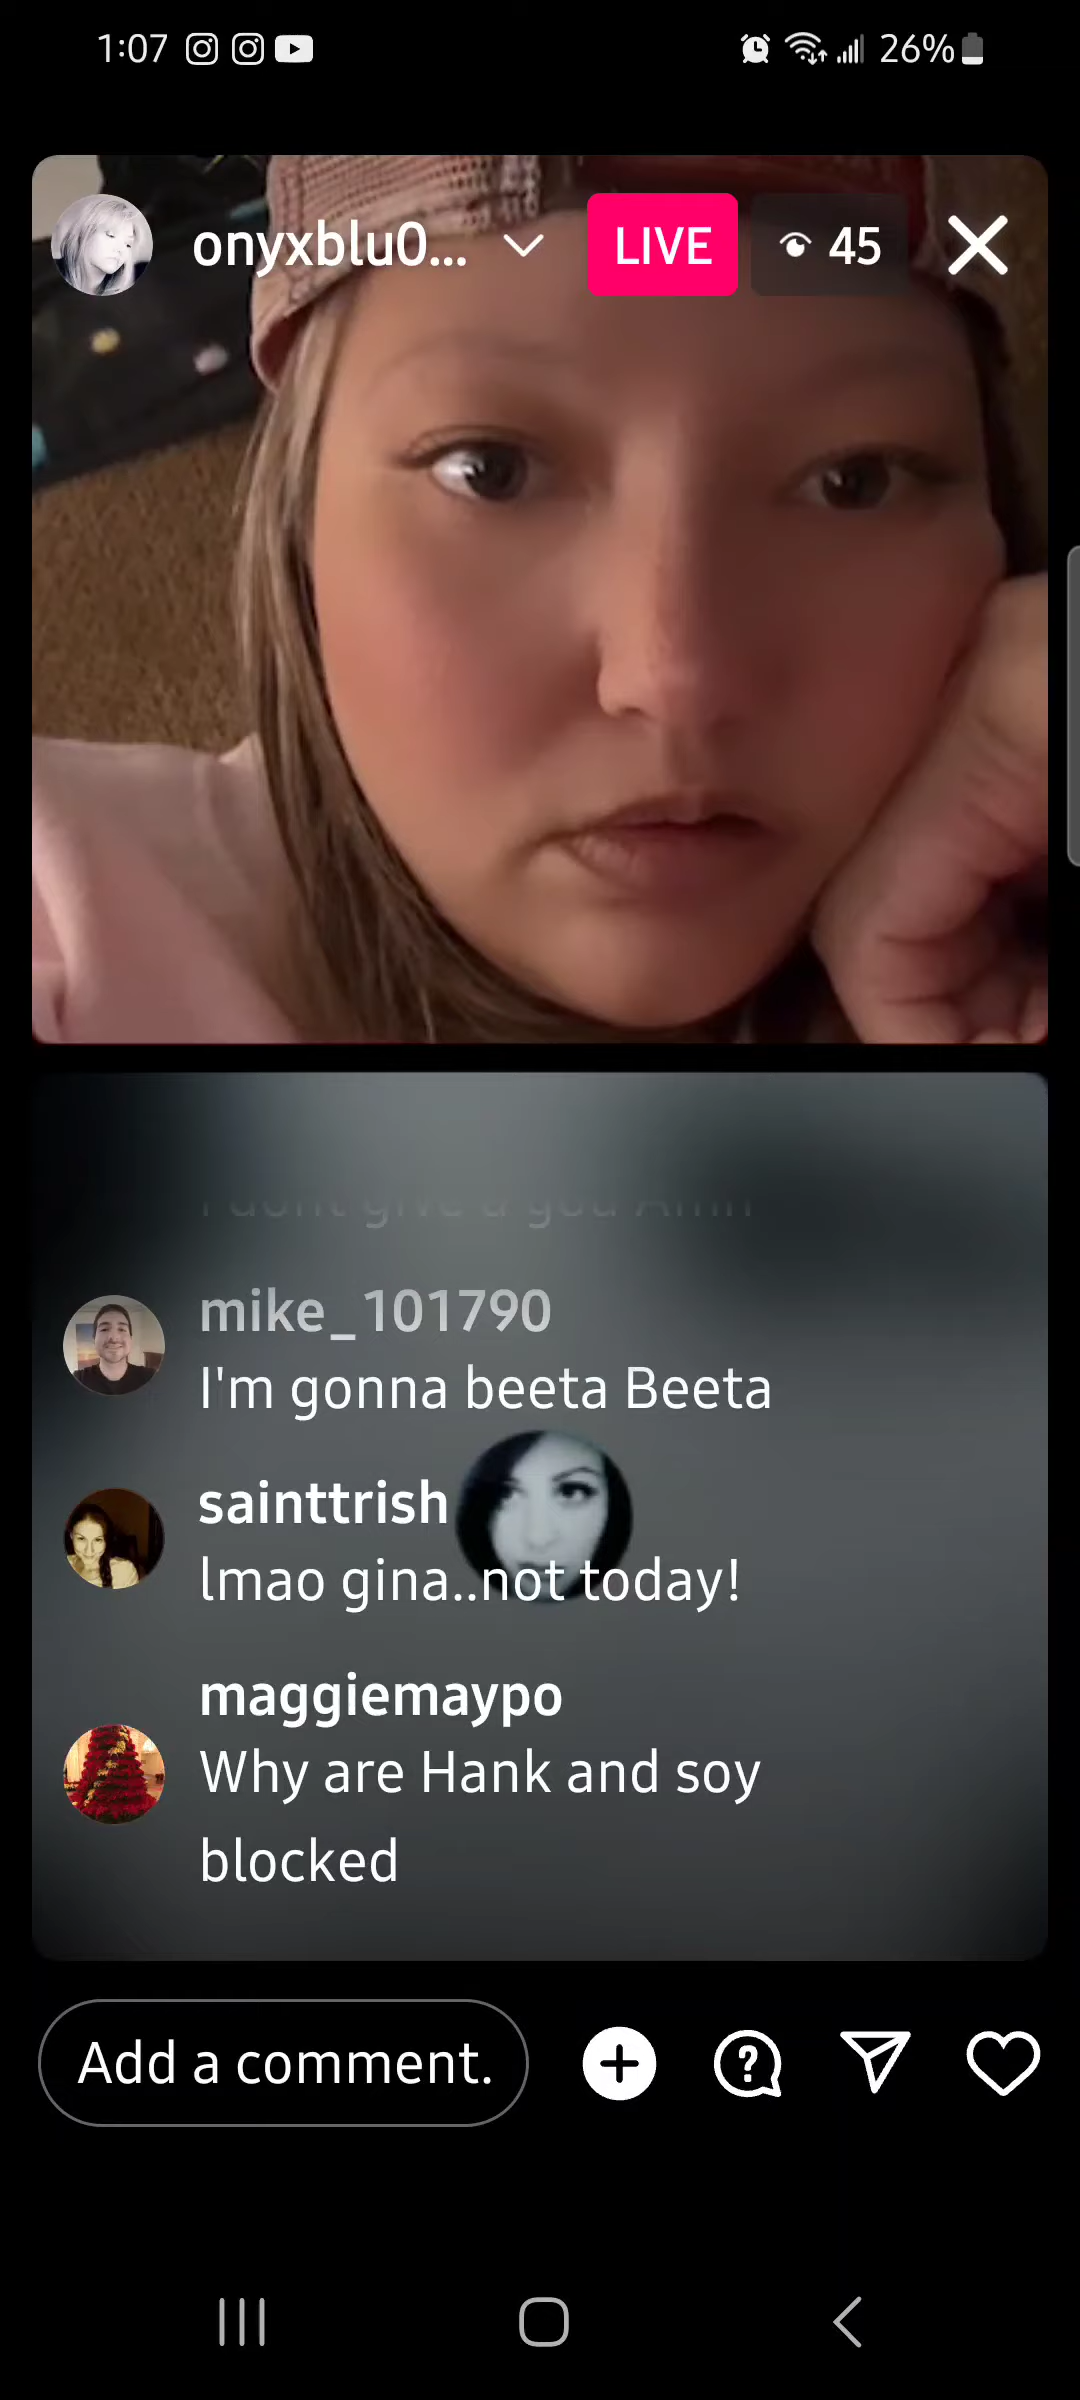 1:07
26%
onyxblu0...
LIVE
45
mike_101790
I'm gonna beeta Beeta
sainttrish
lmao gina..not today!
maggiemaypo
Why are Hank and soy
blocked
Add a comment.